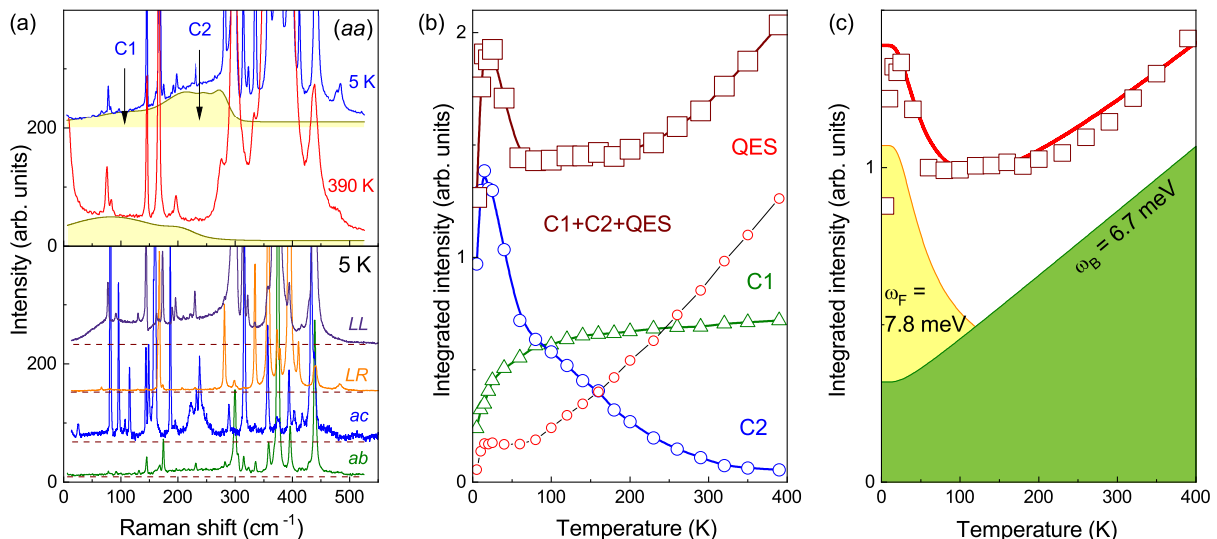 (a)
C1
C2
(aa)
5 K
200
390 K
0
5 K
LL
200
LR
ac
ab
0
0 100 200 300 400 500
Raman shift (cm-1)
Intensity (arb. units)
(b)
2
QES
C1+C2+QES
1
C1
C2
0
0 100 200 300 400
Temperature (K)
Integrated intensity (arb. units)
(c)
1
ωB = 6.7 meV
ωF =
7.8 meV
0
0 100 200 300 400
Temperature (K)
Integrated intensity (arb. units)